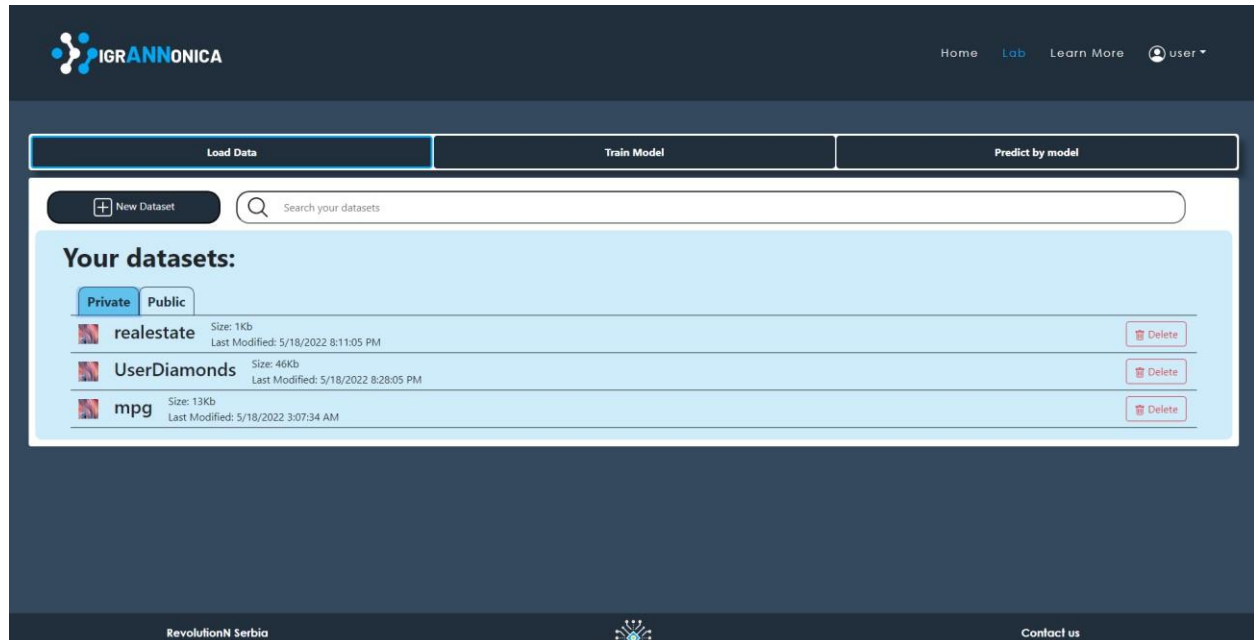 PIGRANNONICA
Home Lab Learn More user
Load Data Train Model Predict by model
New Dataset Search your datasets
Your datasets:
Private Public
realestate Size: 1Kb
Last Modified: 5/18/2022 8:11:05 PM
Delete
UserDiamonds Size: 46Kb
Last Modified: 5/18/2022 8:28:05 PM
Delete
mpg Size: 13Kb
Last Modified: 5/18/2022 3:07:34 AM
Delete
RevolutionN Serbia Contact us